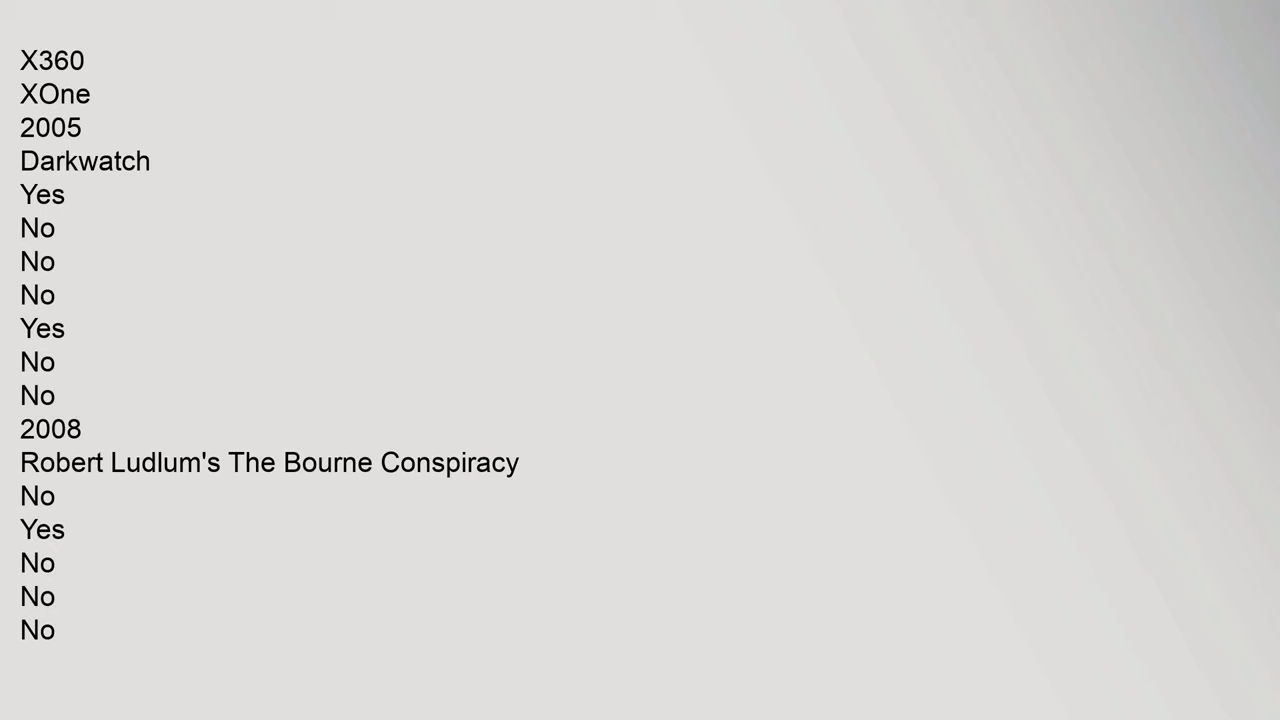 X360
XOne
2005
Darkwatch
Yes
No
No
No
Yes
No
No
2008
Robert Ludlum's The Bourne Conspiracy
No
Yes
No
No
No